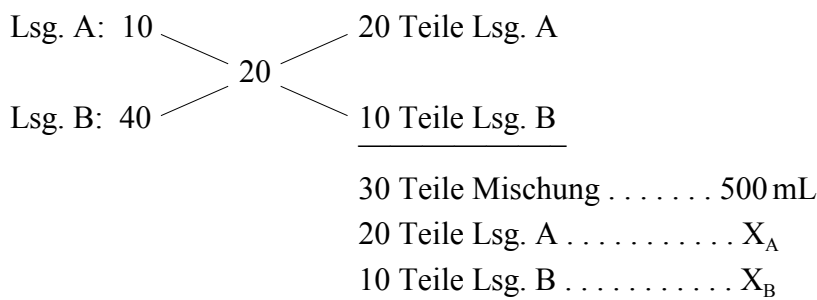 Lsg. A: 10 20 Teile Lsg. A
20
Lsg. B: 40 10 Teile Lsg. B
30 Teile Mischung . . . . . . . 500 mL
20 Teile Lsg. A . . . . . . . . . . . X_A
10 Teile Lsg. B . . . . . . . . . . . X_B